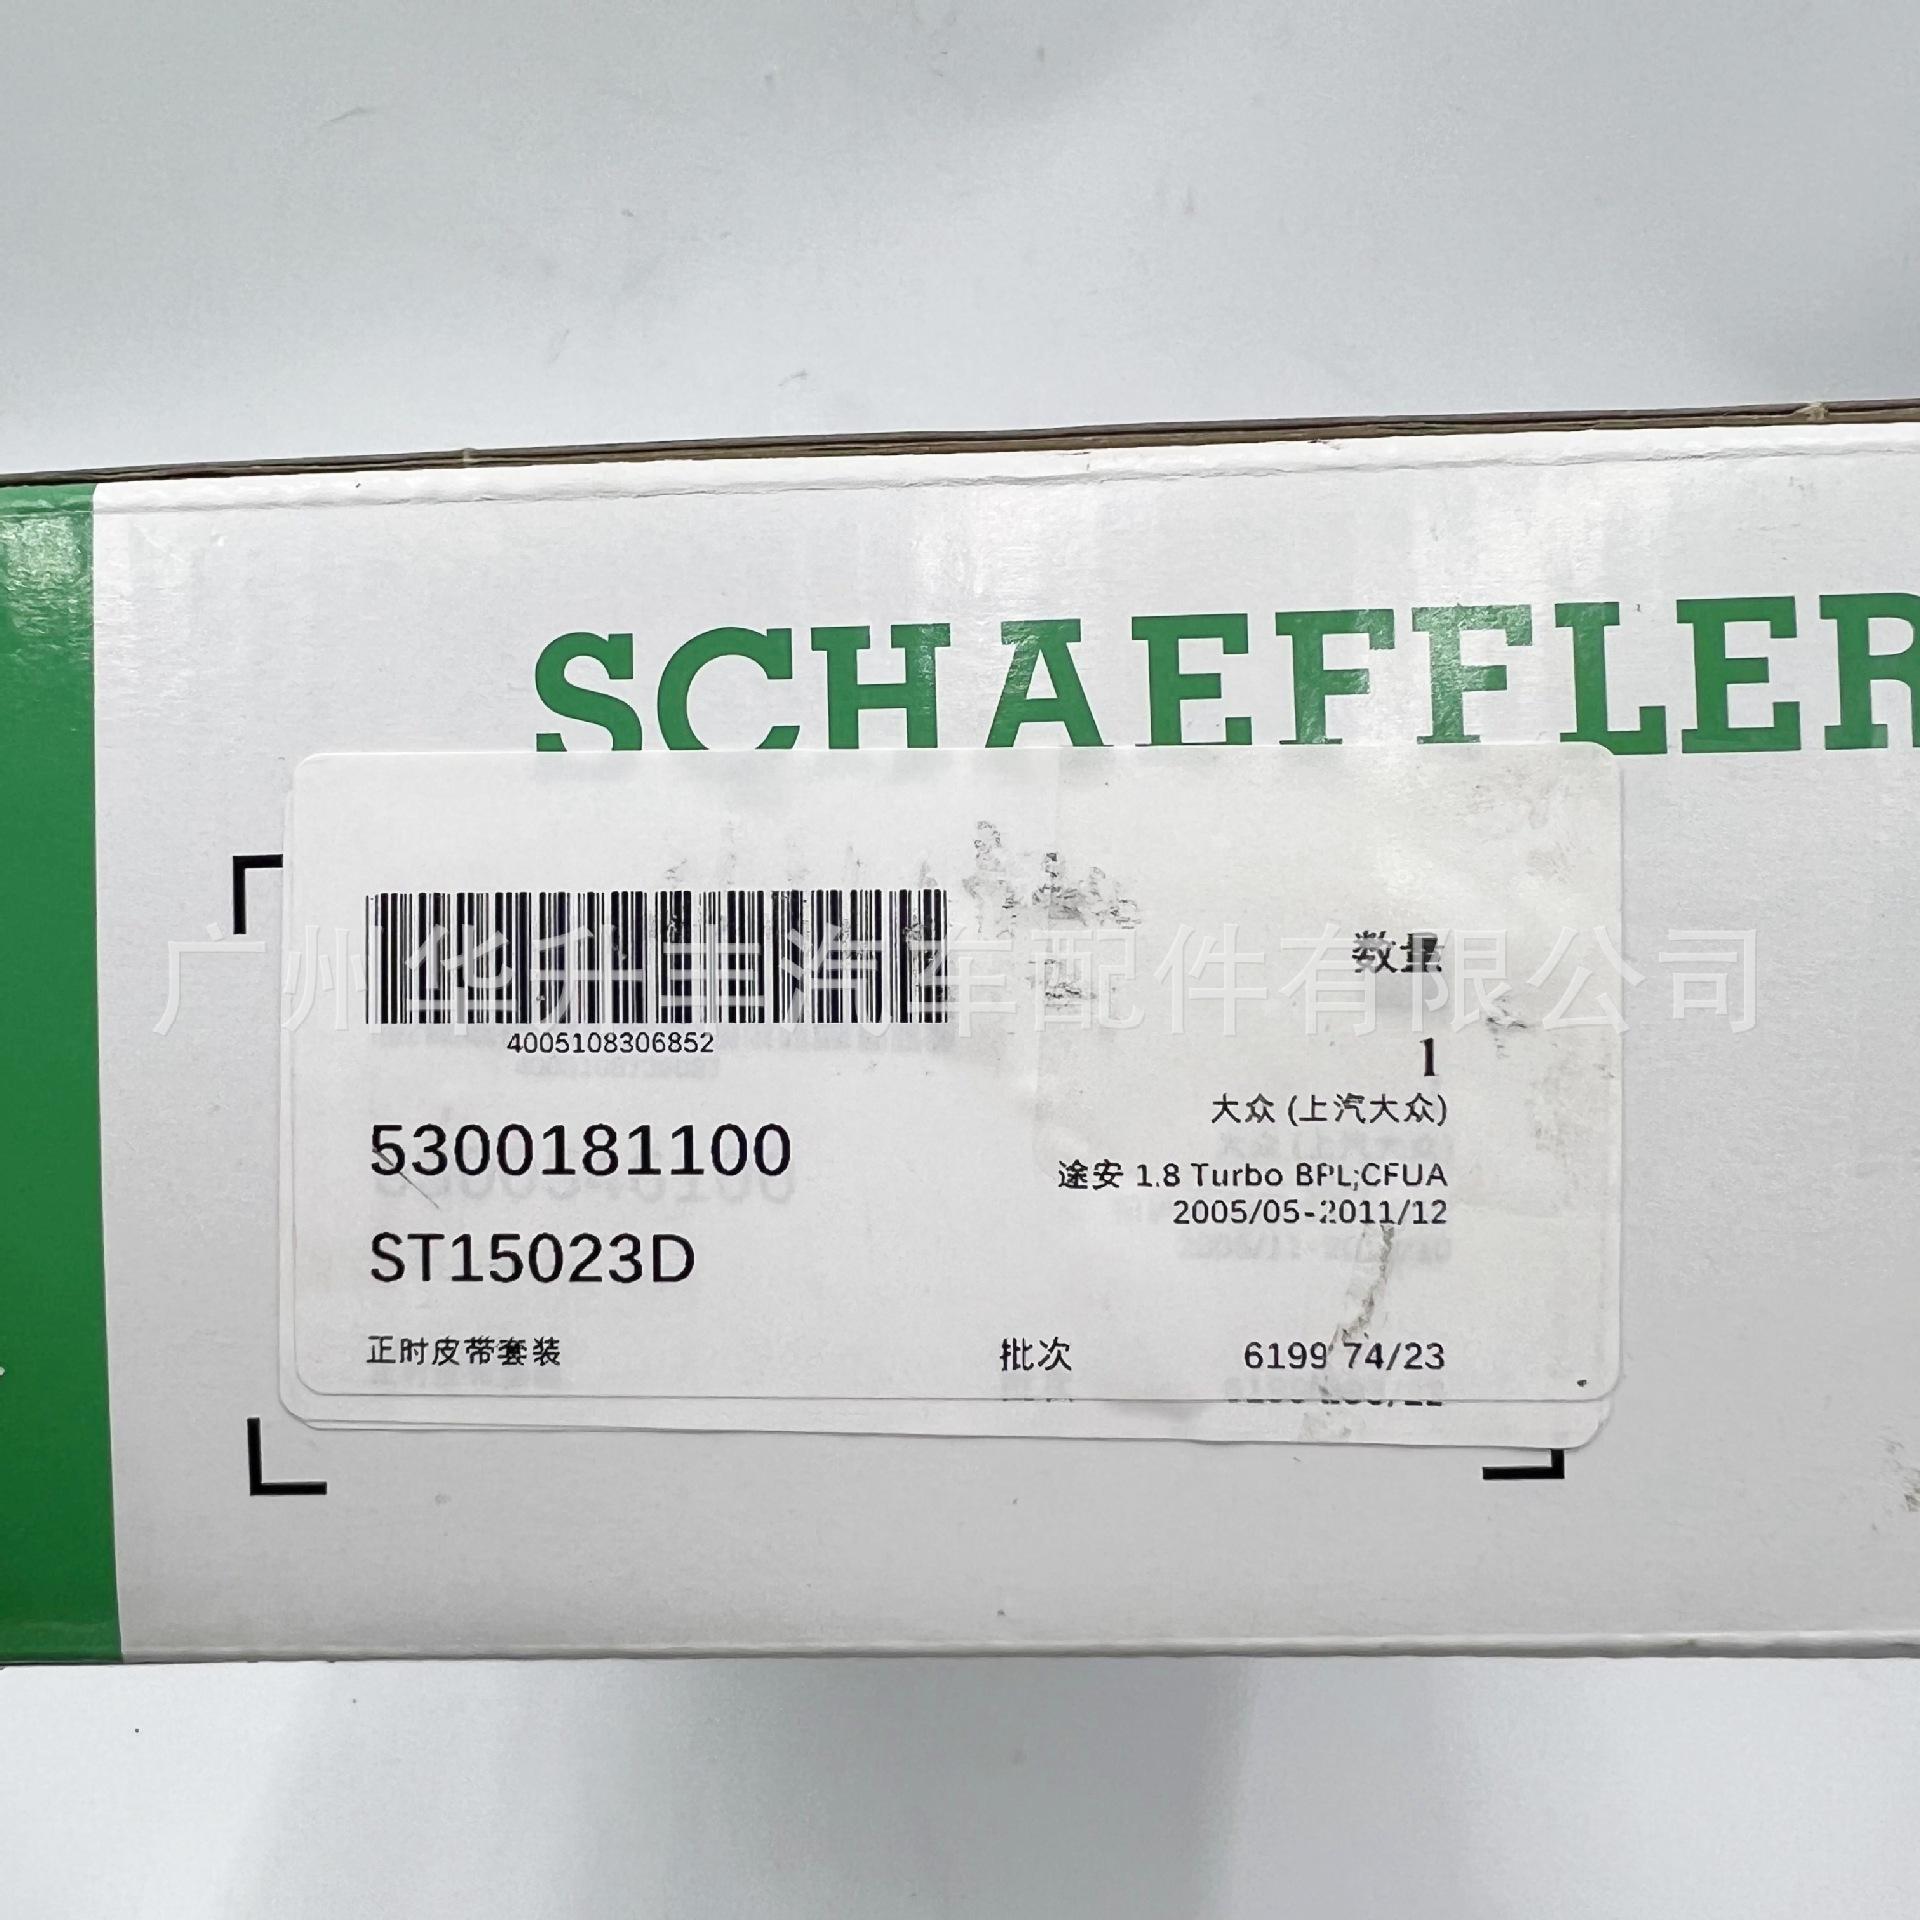 SCHAEFFLER
广州华升丰汽车配件有限公司
数量
4005108306852
1
大众 (上汽大众)
5300181100
途安 1.8 Turbo BPL;CFUA
2005/05-2011/12
ST15023D
正时皮带套装
批次
6199 74/23